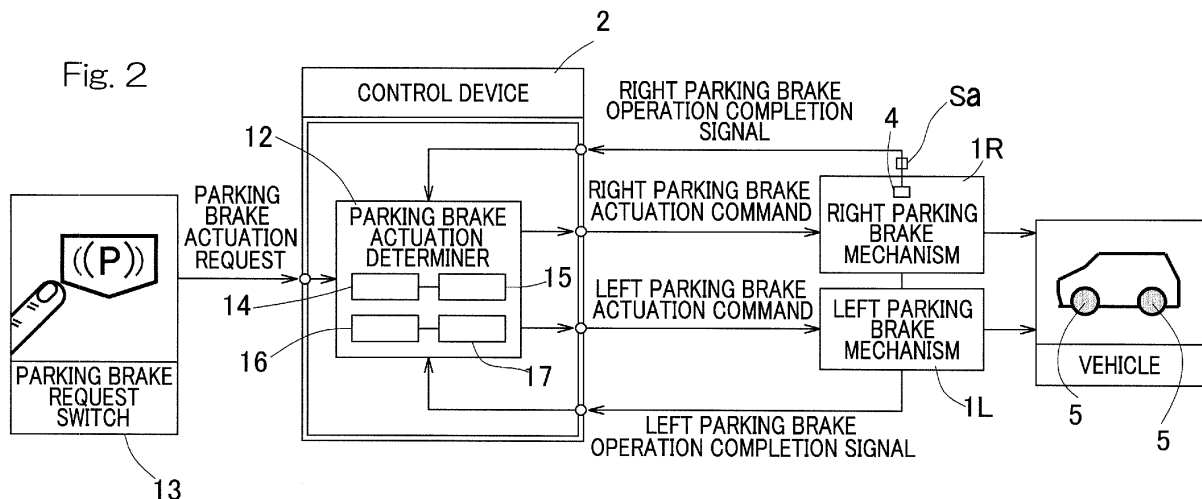 Fig. 2
2
CONTROL DEVICE
RIGHT PARKING BRAKE
OPERATION COMPLETION
SIGNAL
Sa
4
1R
12
PARKING
BRAKE
ACTUATION
REQUEST
((P))
PARKING BRAKE
ACTUATION
DETERMINER
14
15
16
17
RIGHT PARKING BRAKE
ACTUATION COMMAND
RIGHT PARKING
BRAKE
MECHANISM
LEFT PARKING BRAKE
ACTUATION COMMAND
LEFT PARKING
BRAKE
MECHANISM
1L
LEFT PARKING BRAKE
OPERATION COMPLETION SIGNAL
VEHICLE
5
5
PARKING BRAKE
REQUEST
SWITCH
13